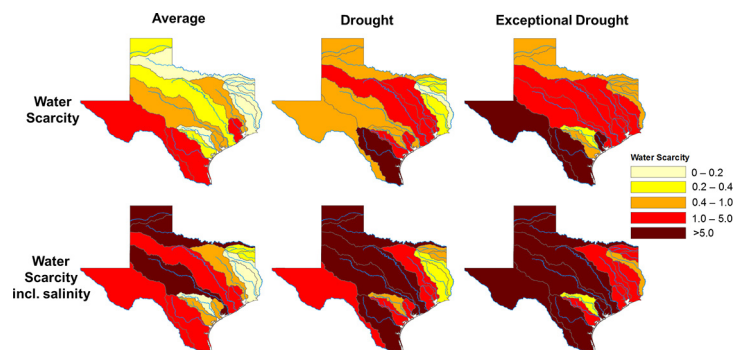 Average
Drought
Exceptional Drought
Water
Scarcity
Water Scarcity
0 – 0.2
0.2 – 0.4
0.4 – 1.0
1.0 – 5.0
>5.0
Water
Scarcity
incl. salinity